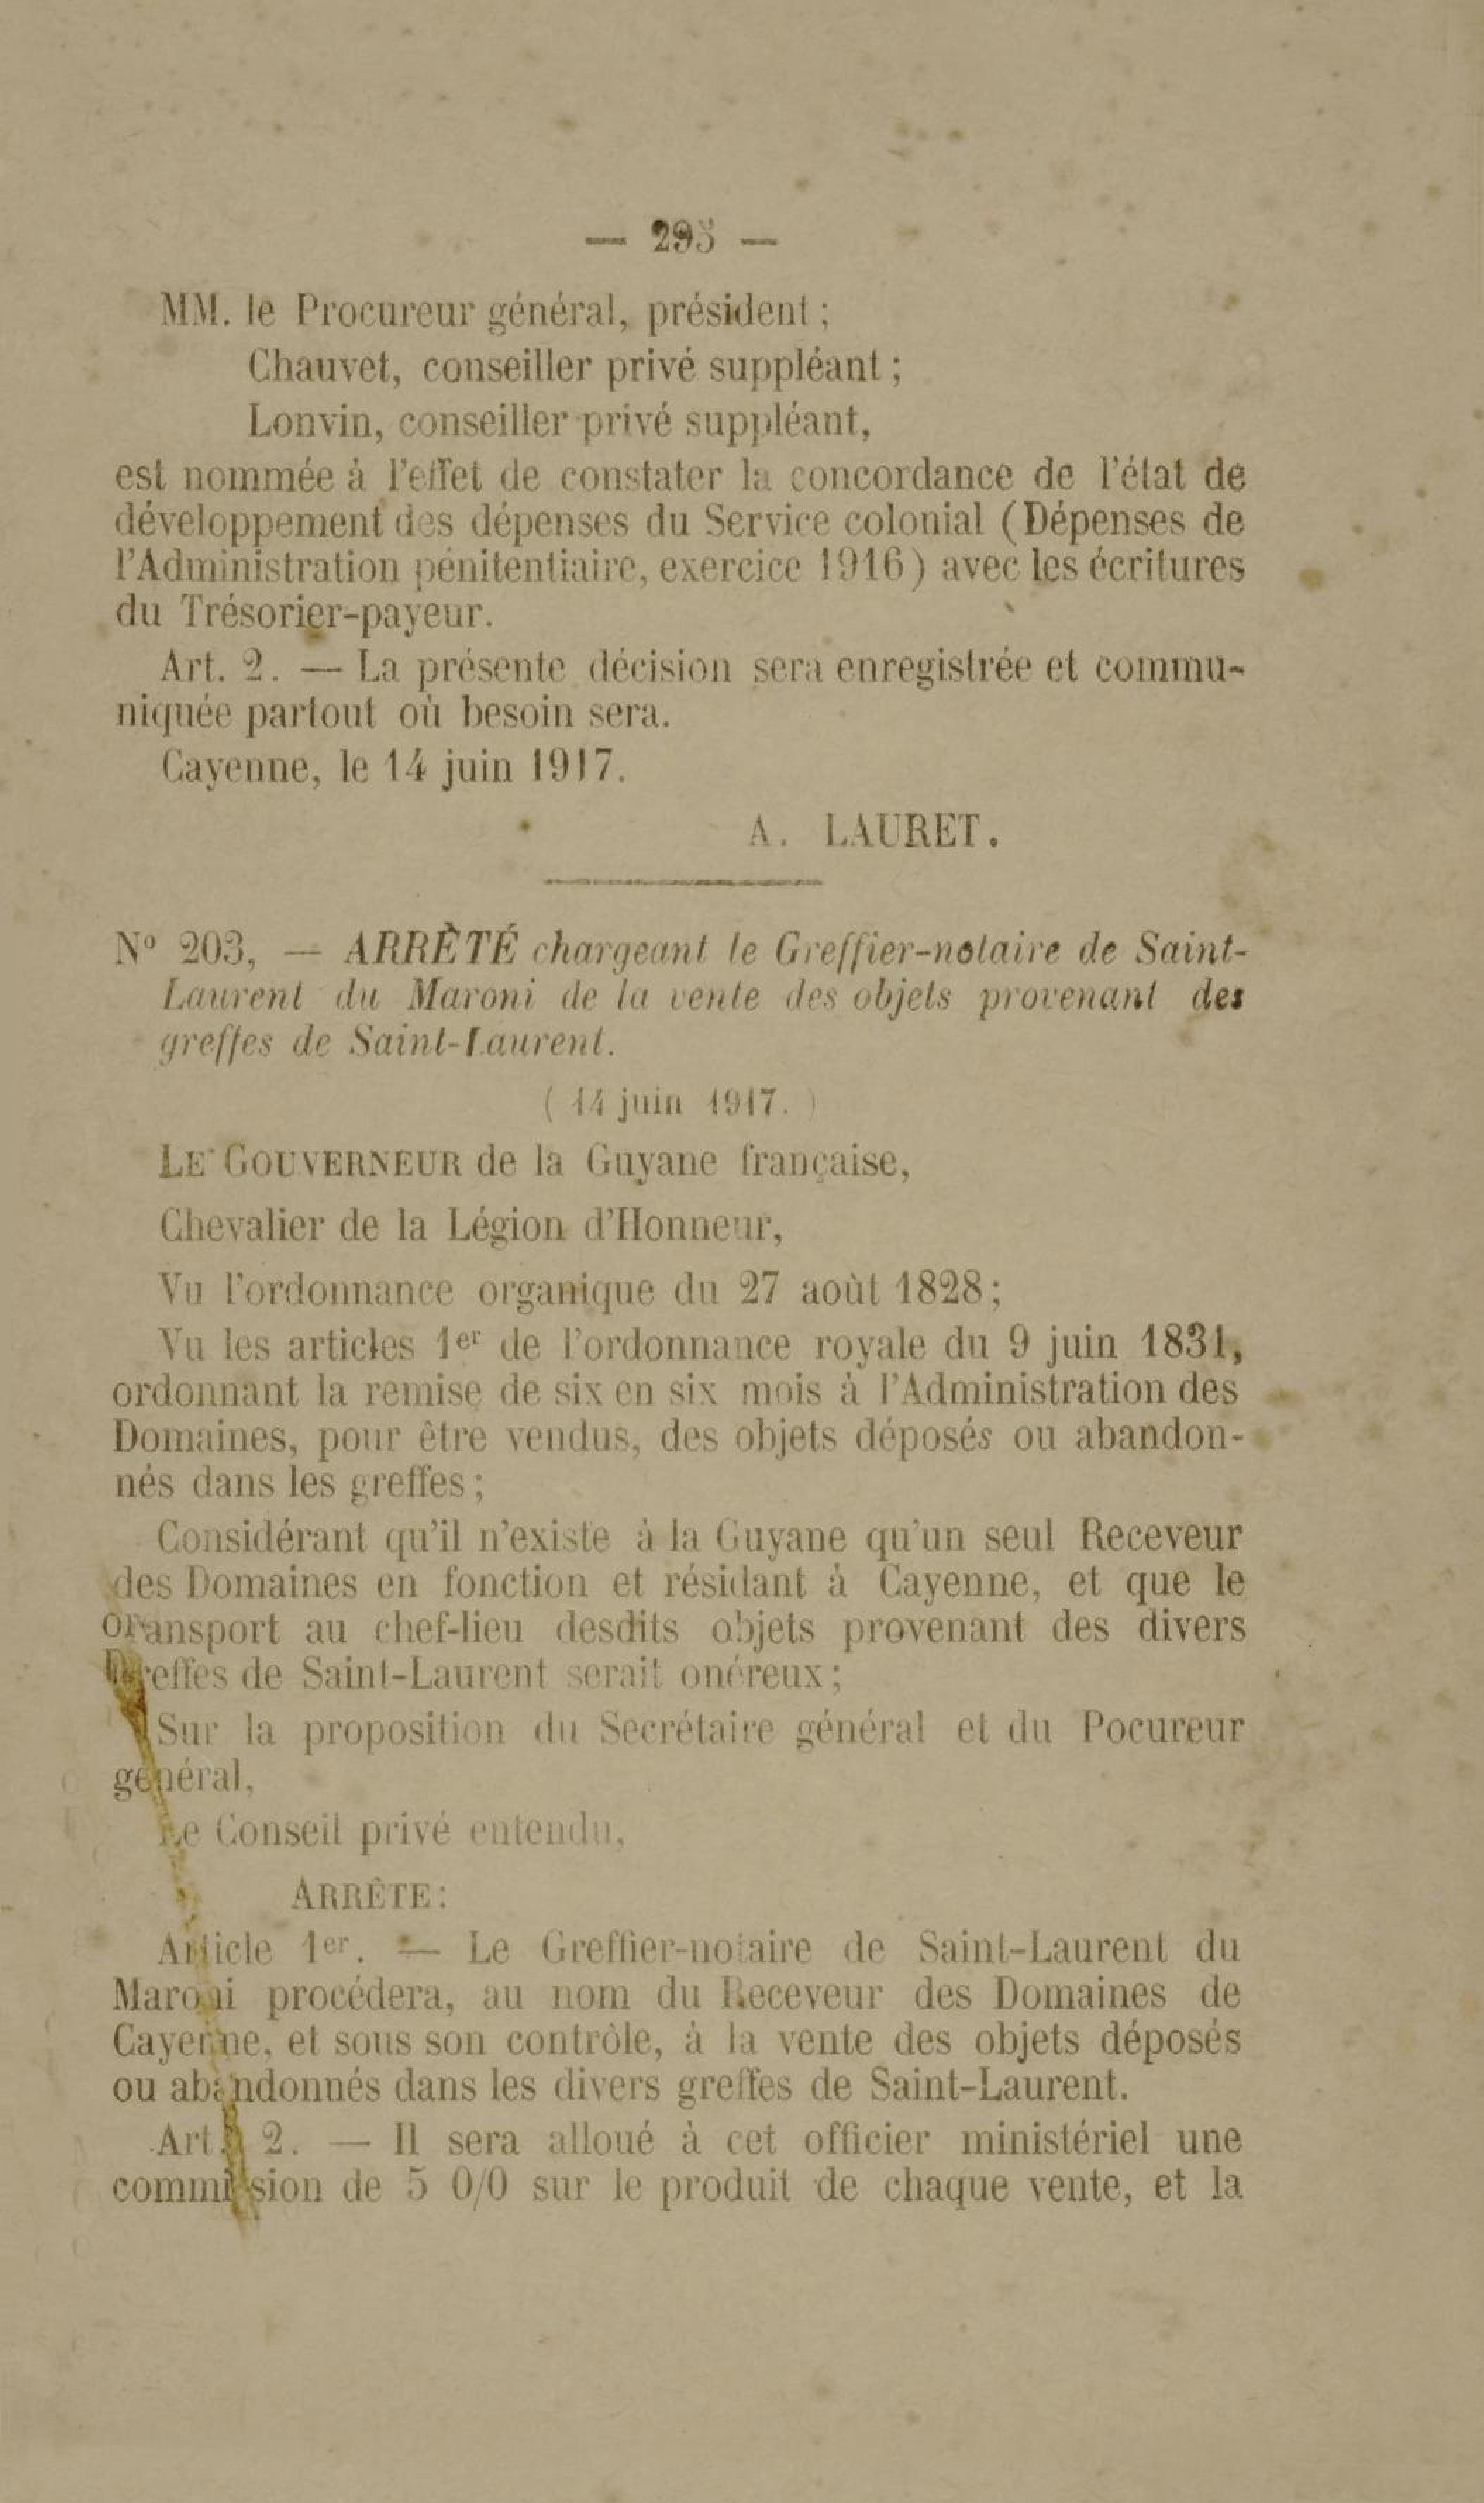 — 295 —
MM. le Procureur général, président ;
Chauvet, conseiller privé suppléant ;
Lonvin, conseiller privé suppléant,
est nommée à l'effet de constater la concordance de l'état de
développement des dépenses du Service colonial (Dépenses de
l'Administration pénitentiaire, exercice 1916) avec les écritures
du Trésorier-payeur.
Art. 2. — La présente décision sera enregistrée et commu-
niquée partout où besoin sera.
Cayenne, le 14 juin 1917.
A. LAURET.
N° 203, — ARRÊTÉ chargeant le Greffier-notaire de Saint-
Laurent du Maroni de la vente des objets provenant des
greffes de Saint-Laurent.
( 14 juin 1917. )
LE GOUVERNEUR de la Guyane française,
Chevalier de la Légion d'Honneur,
Vu l'ordonnance organique du 27 août 1828 ;
Vu les articles 1er de l'ordonnance royale du 9 juin 1831,
ordonnant la remise de six en six mois à l'Administration des
Domaines, pour être vendus, des objets déposés ou abandon-
nés dans les greffes ;
Considérant qu'il n'existe à la Guyane qu'un seul Receveur
des Domaines en fonction et résidant à Cayenne, et que le
oransport au chef-lieu desdits objets provenant des divers
greffes de Saint-Laurent serait onéreux ;
Sur la proposition du Secrétaire général et du Pocureur
général,
Le Conseil privé entendu,
ARRÊTE :
Article 1er. — Le Greffier-notaire de Saint-Laurent du
Maroni procédera, au nom du Receveur des Domaines de
Cayenne, et sous son contrôle, à la vente des objets déposés
ou abandonnés dans les divers greffes de Saint-Laurent.
Art. 2. — Il sera alloué à cet officier ministériel une
commission de 5 0/0 sur le produit de chaque vente, et la